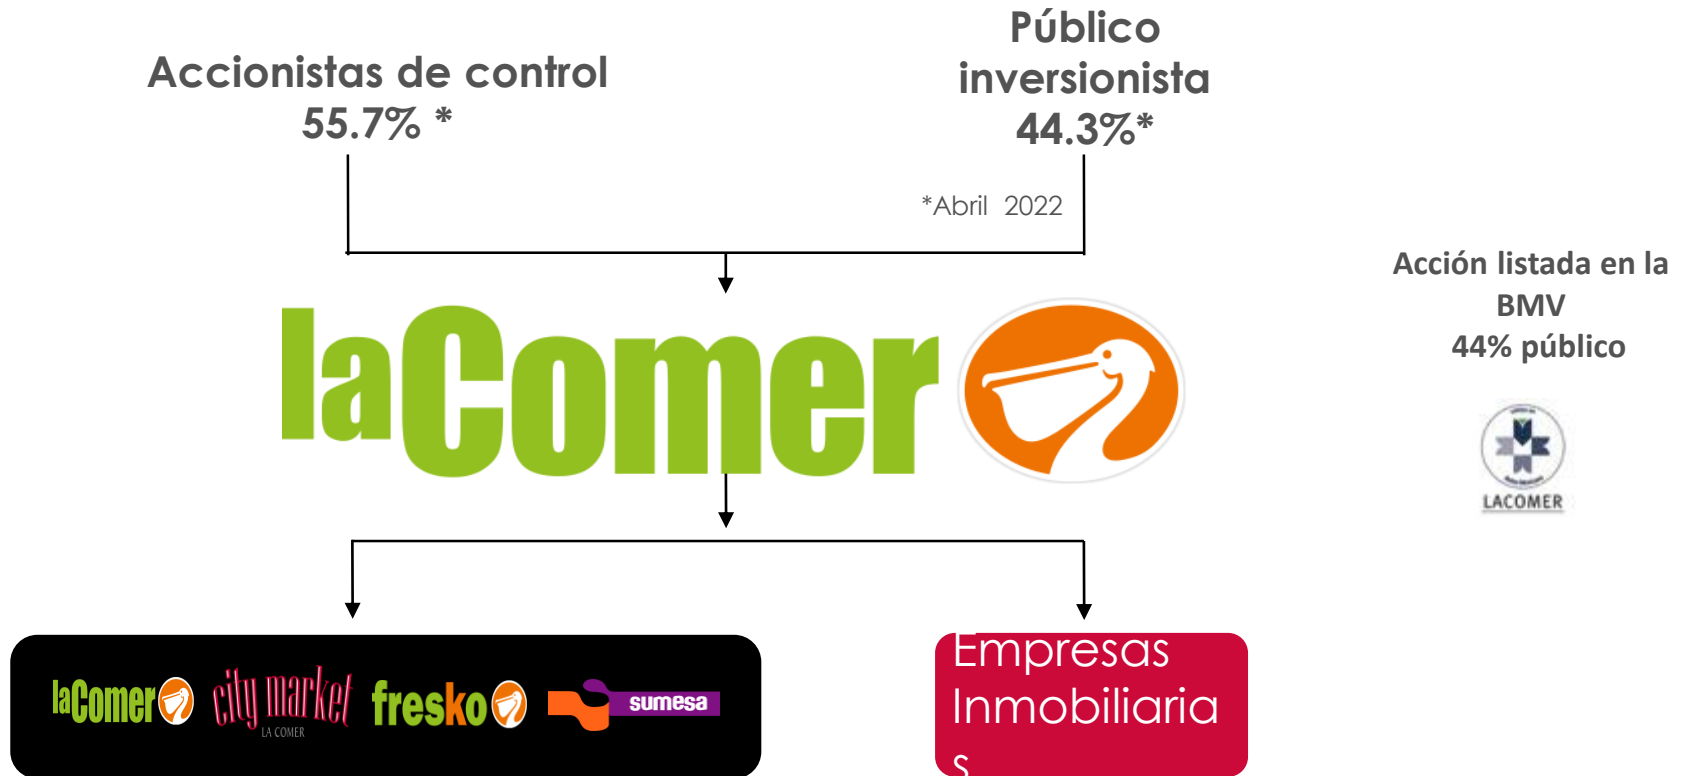 Accionistas de control
55.7% *
Público
inversionista
44.3%*
*Abril 2022
Acción listada en la
BMV
44% público
laComer
LACOMER
laComer
city market
LA COMER
fresko
sumesa
Empresas
Inmobiliaria
s